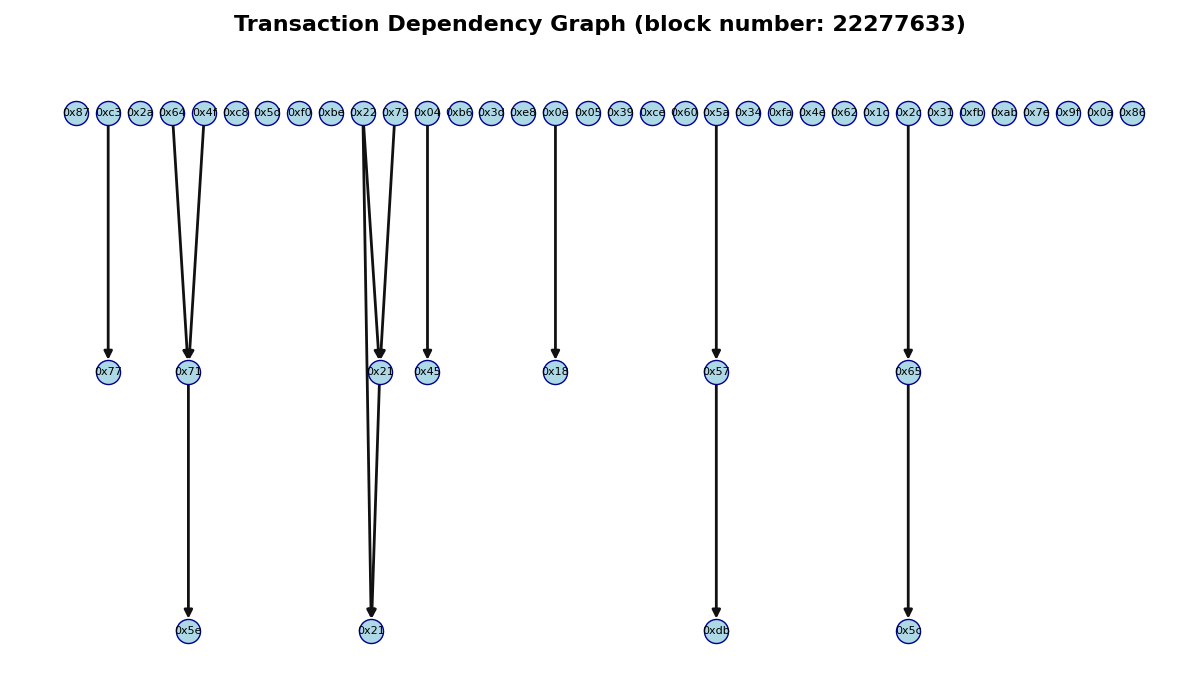 Transaction Dependency Graph (block number: 22277633)
0x87 0xc3 0x2a 0x64 0x4f 0xc8 0x5d 0xf0 0xbe 0x22 0x79 0x04 0xb6 0x3d 0xe8 0x0e 0x05 0x39 0xce 0x60 0x5a 0x34 0xfa 0x4e 0x62 0x1c 0x2c 0x31 0xfb 0xab 0x7e 0x9f 0x0a 0x86
0x77 0x71 0x21 0x45 0x18 0x57 0x65
0x5e 0x21 0xdb 0x5c